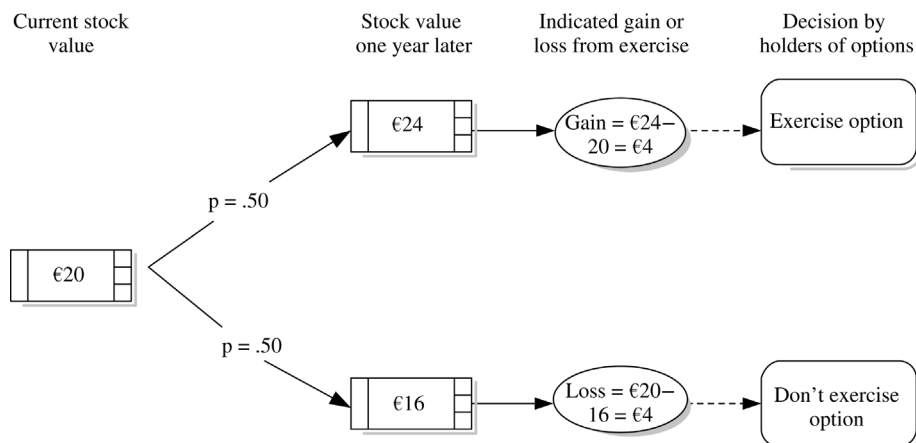 Current stock
value
Stock value
one year later
Indicated gain or
loss from exercise
Decision by
holders of options
€24
Gain = €24–
20 = €4
Exercise option
p = .50
€20
p = .50
€16
Loss = €20–
16 = €4
Don’t exercise
option